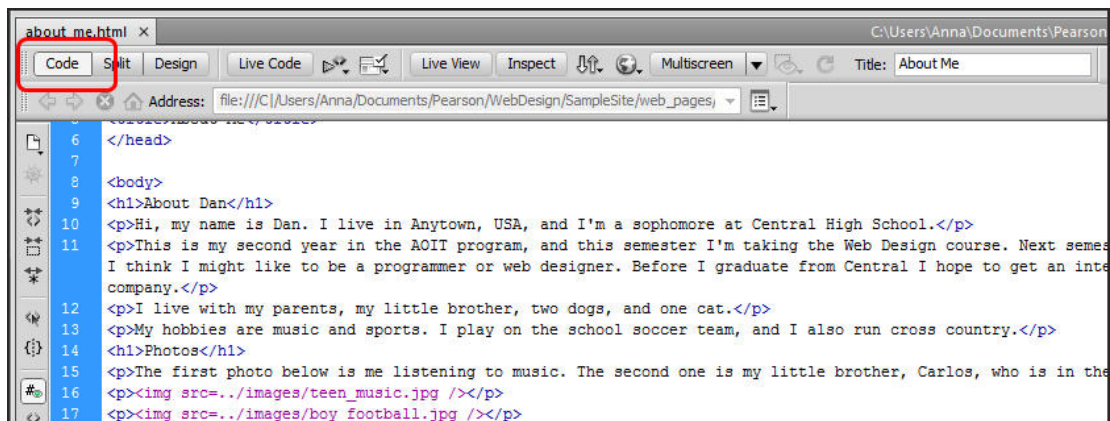 about_me.html × C:\Users\Anna\Documents\Pearson
Code Split Design Live Code Live View Inspect Multiscreen Title: About Me
Address: file:///C|/Users/Anna/Documents/Pearson/WebDesign/SampleSite/web_pages/
6 </head>
7
8 <body>
9 <h1>About Dan</h1>
10 <p>Hi, my name is Dan. I live in Anytown, USA, and I'm a sophomore at Central High School.</p>
11 <p>This is my second year in the AOIT program, and this semester I'm taking the Web Design course. Next semes
I think I might like to be a programmer or web designer. Before I graduate from Central I hope to get an inte
company.</p>
12 <p>I live with my parents, my little brother, two dogs, and one cat.</p>
13 <p>My hobbies are music and sports. I play on the school soccer team, and I also run cross country.</p>
14 <h1>Photos</h1>
15 <p>The first photo below is me listening to music. The second one is my little brother, Carlos, who is in the
16 <p><img src=../images/teen_music.jpg /></p>
17 <p><img src=../images/boy_football.jpg /></p>